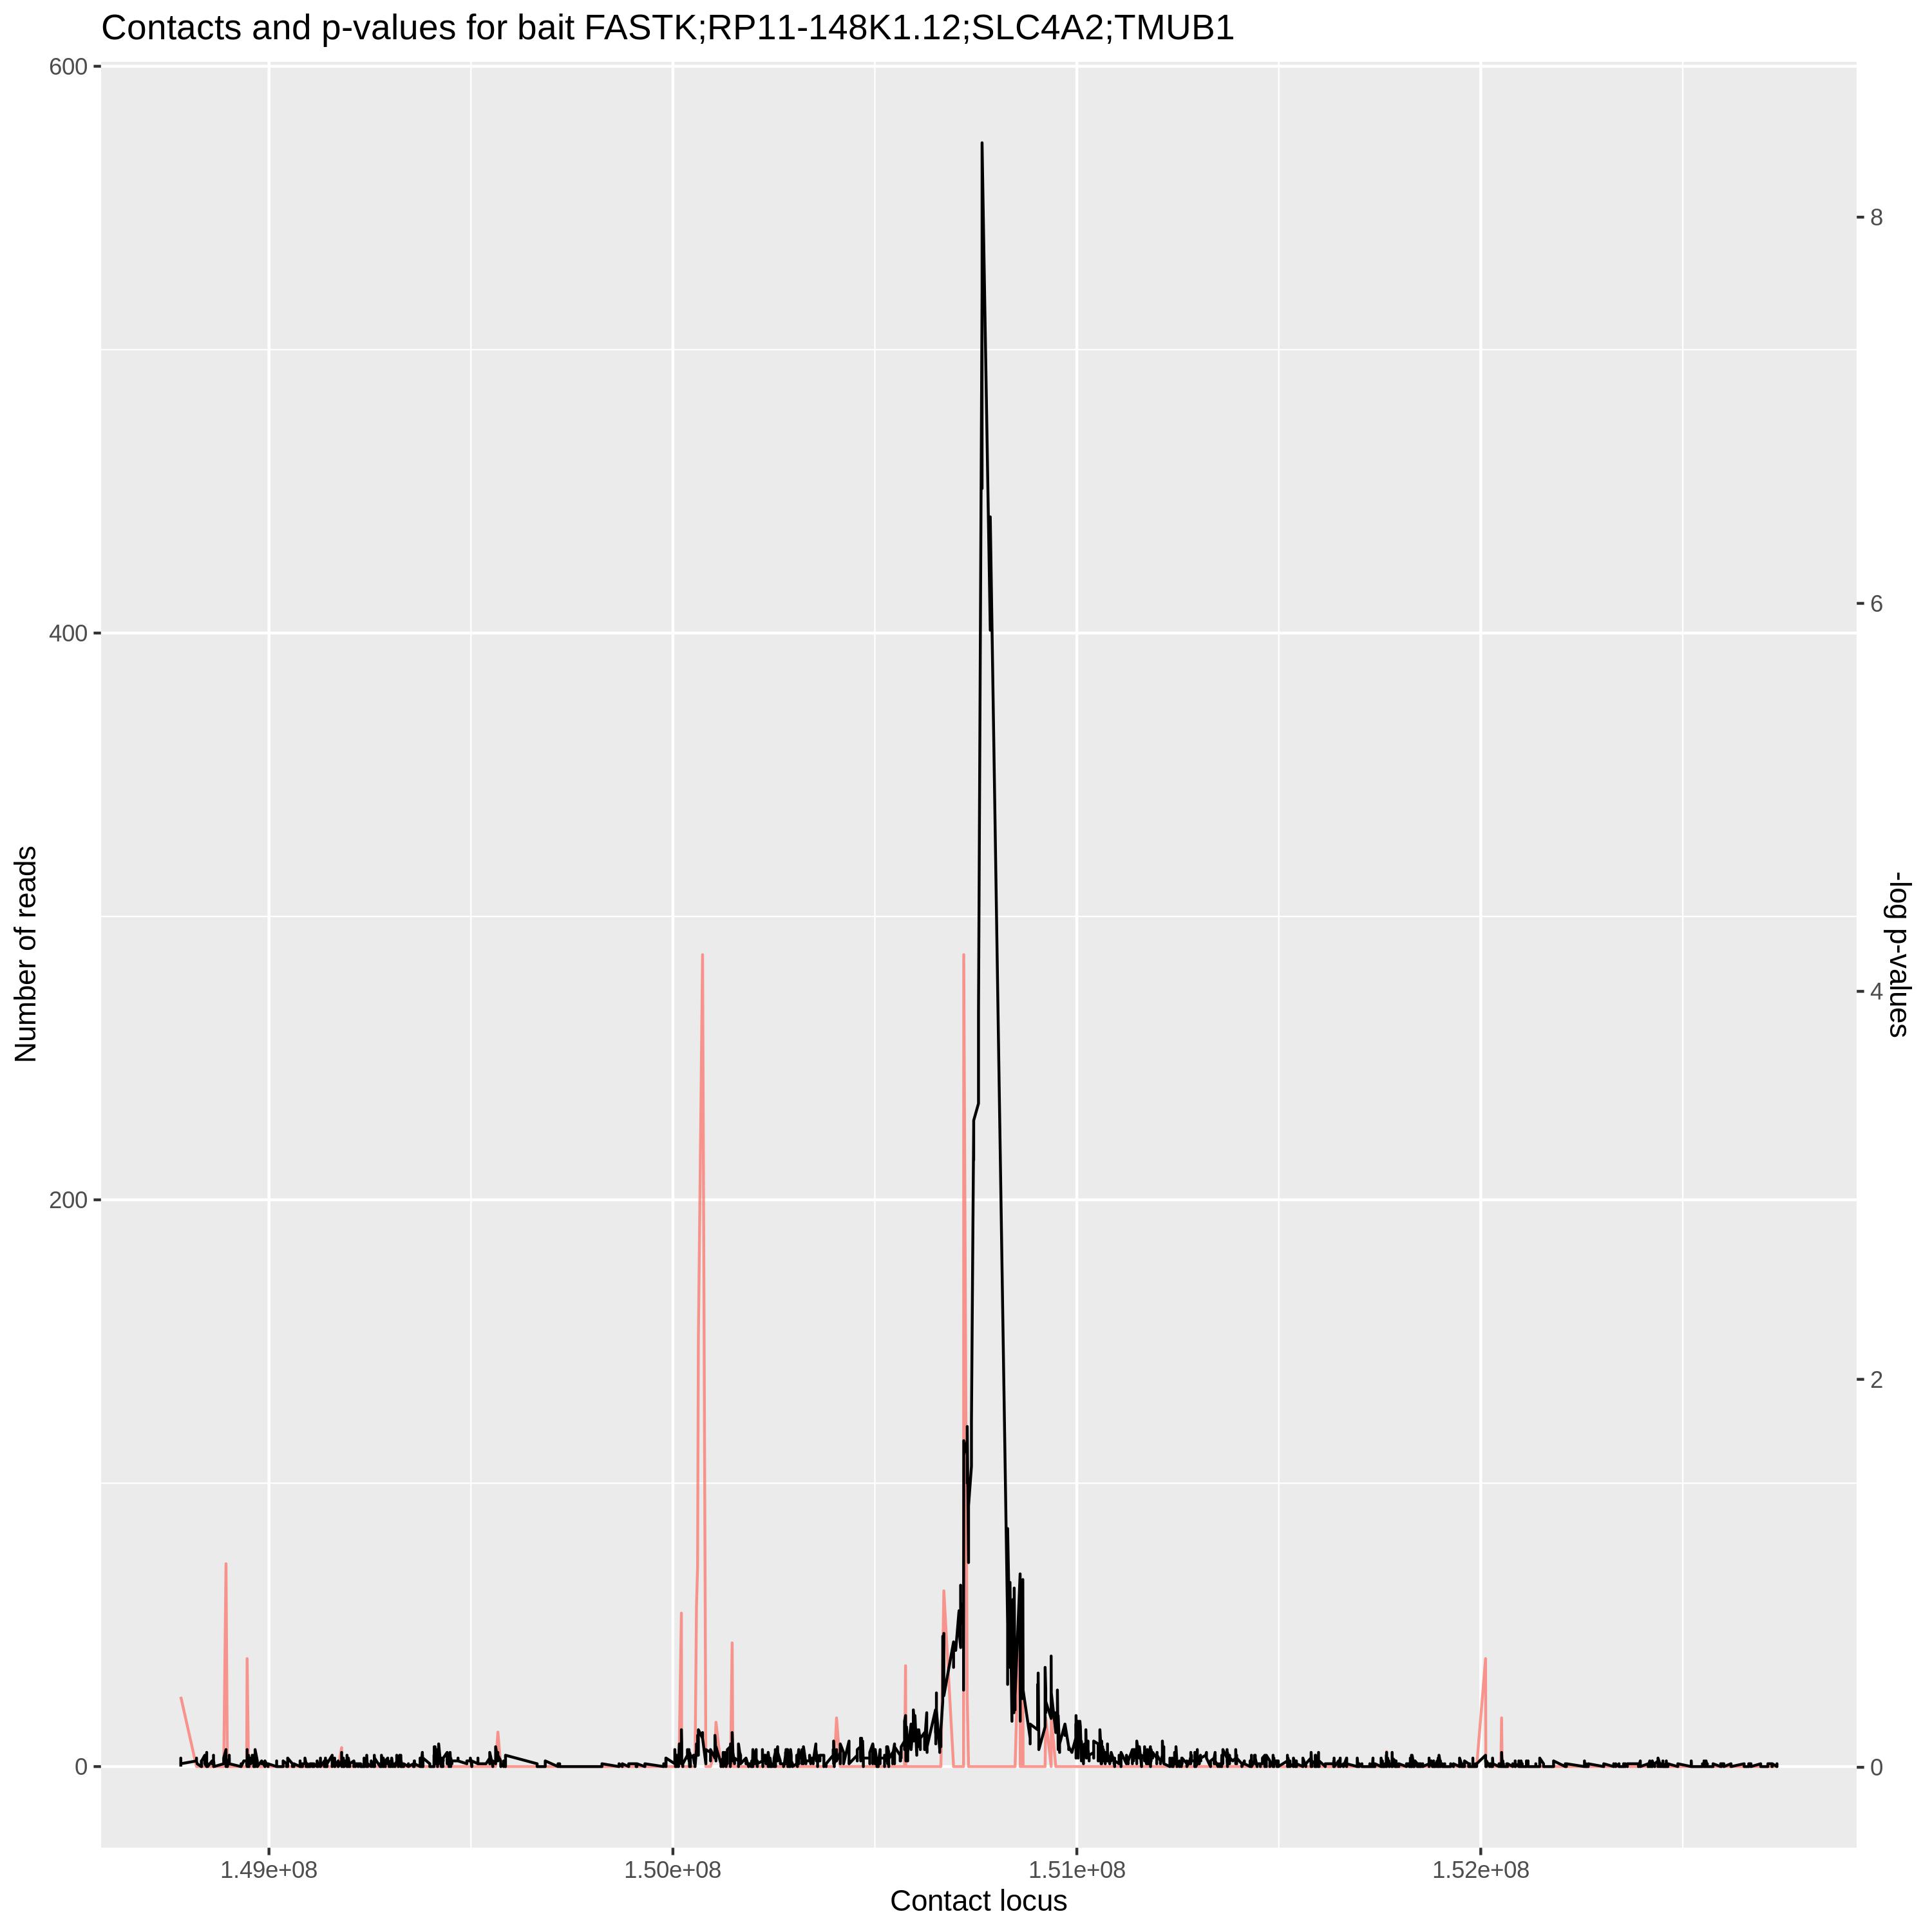 Contacts and p-values for bait FASTK;RP11-148K1.12;SLC4A2;TMUB1
600
400
200
0
Number of reads
8
6
4
2
0
-log p-values
1.49e+08
1.50e+08
1.51e+08
1.52e+08
Contact locus